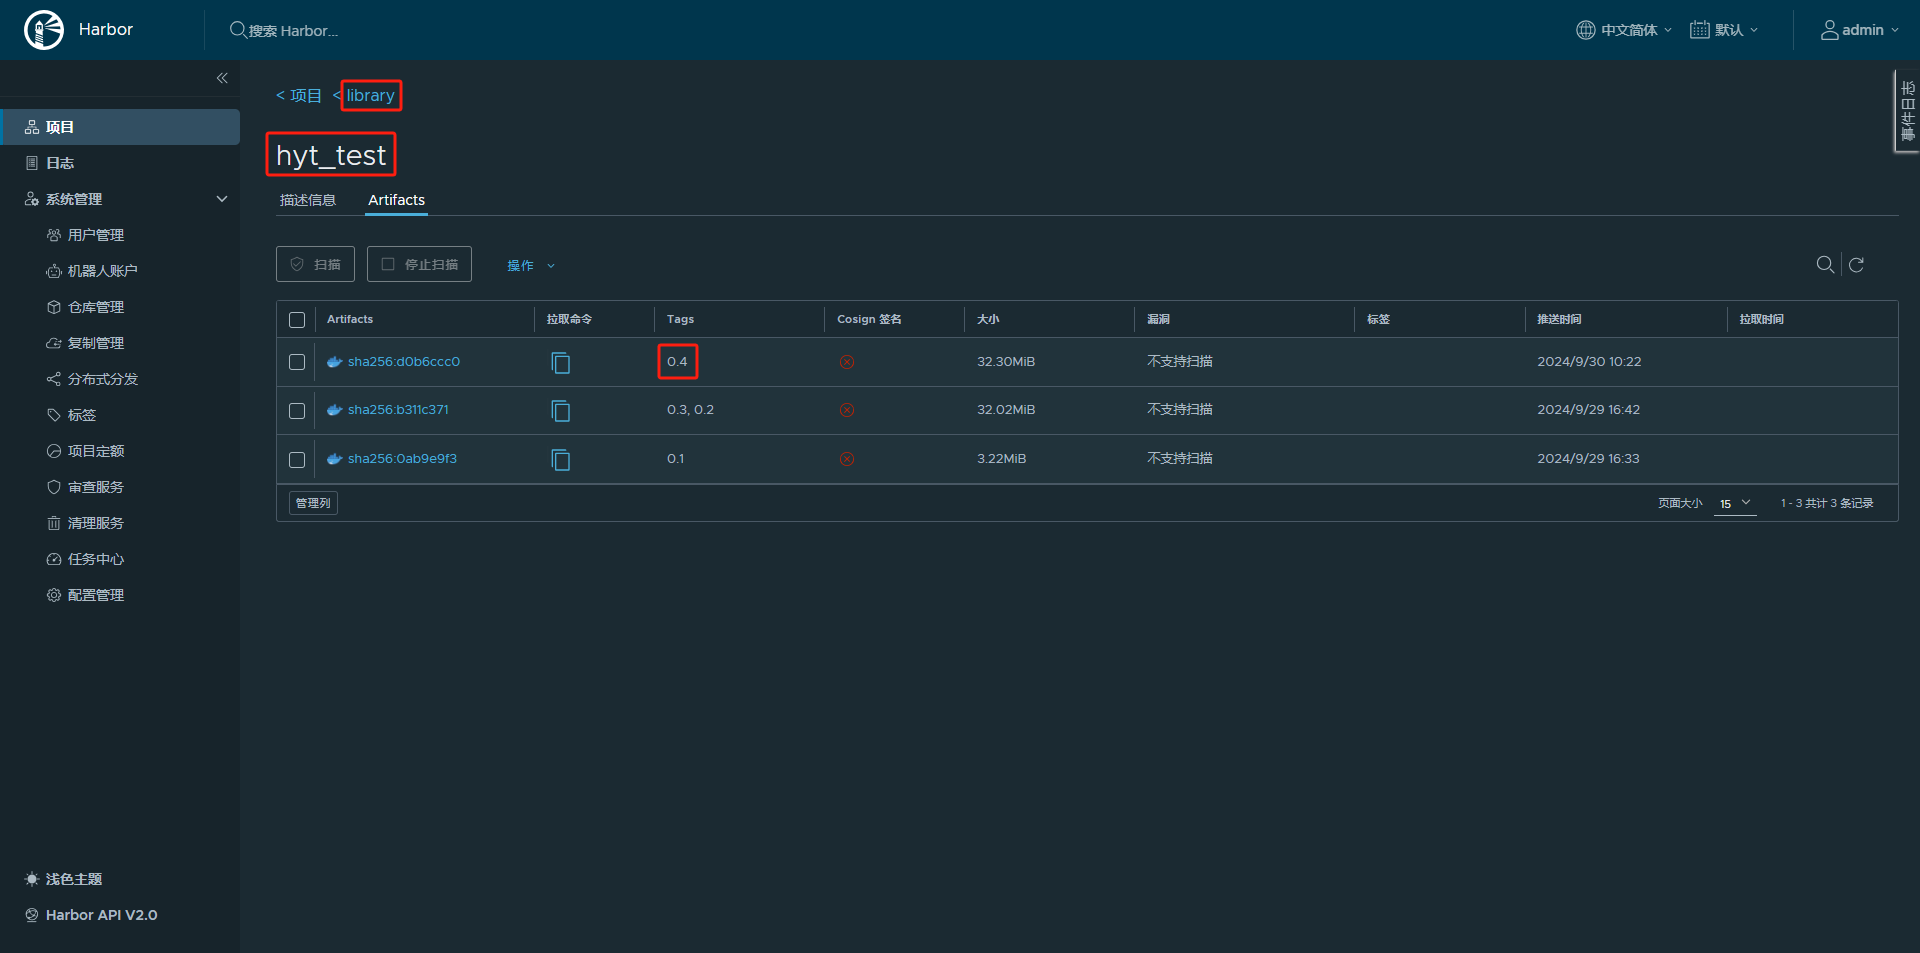 Harbor
搜索 Harbor...
中文简体
默认
admin
事件日志
项目
日志
系统管理
用户管理
机器人账户
仓库管理
复制管理
分布式分发
标签
项目定额
审查服务
清理服务
任务中心
配置管理
浅色主题
Harbor API V2.0
< 项目 < library
hyt_test
描述信息 Artifacts
扫描 停止扫描 操作
Artifacts 拉取命令 Tags Cosign 签名 大小 漏洞 标签 推送时间 拉取时间
sha256:d0b6ccc0 0.4 32.30MiB 不支持扫描 2024/9/30 10:22
sha256:b311c371 0.3, 0.2 32.02MiB 不支持扫描 2024/9/29 16:42
sha256:0ab9e9f3 0.1 3.22MiB 不支持扫描 2024/9/29 16:33
管理列 页面大小 15 1 - 3 共计 3 条记录